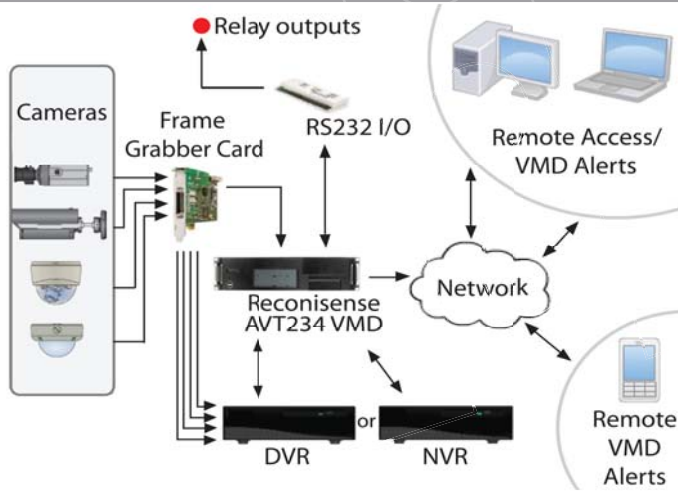 Relay outputs
Cameras
Frame
Grabber Card
RS232 I/O
Remote Access/
VMD Alerts
Reconisense
AVT234 VMD
Network
DVR
or
NVR
Remote
VMD
Alerts